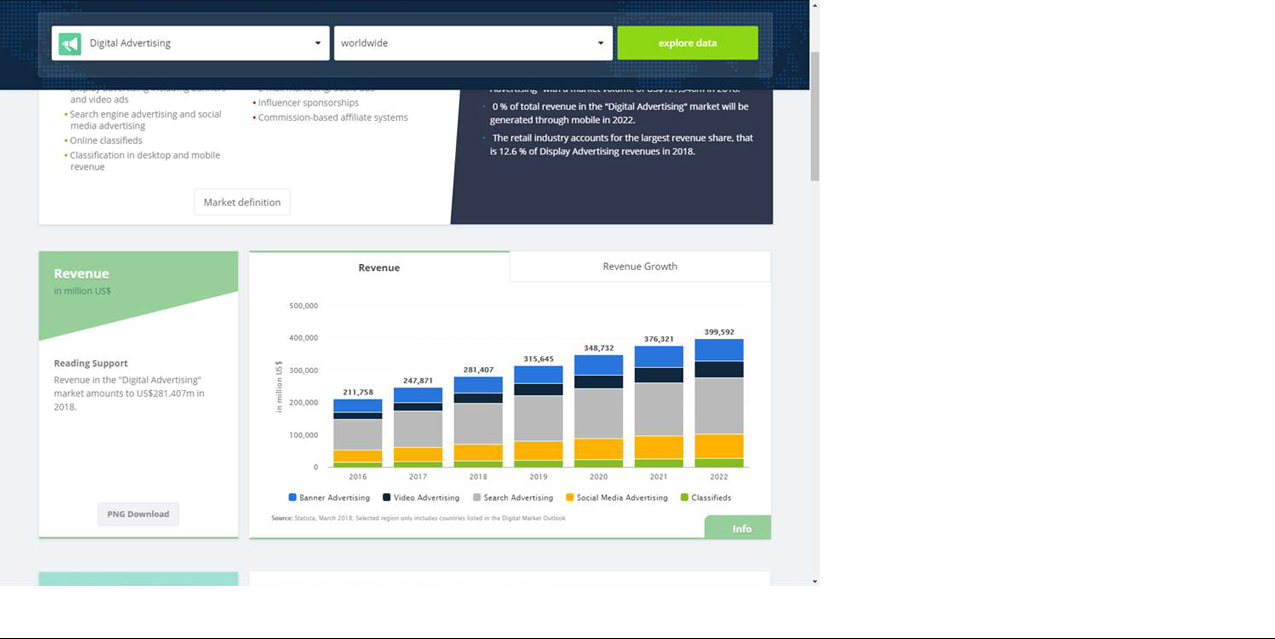 Digital Advertising
worldwide
explore data
and video ads
Search engine advertising and social
media advertising
Online classifieds
Classification in desktop and mobile
revenue
Influencer sponsorships
Commission-based affiliate systems
Market definition
0 % of total revenue in the "Digital Advertising" market will be
generated through mobile in 2022.
The retail industry accounts for the largest revenue share, that
is 12.6 % of Display Advertising revenues in 2018.
Revenue
in million US$
Reading Support
Revenue in the "Digital Advertising"
market amounts to US$281,407m in
2018.
PNG Download
Revenue
Revenue Growth
in million US$
500,000
400,000
300,000
200,000
100,000
0
211,758
247,871
281,407
315,645
348,732
376,321
399,592
2016 2017 2018 2019 2020 2021 2022
Banner Advertising Video Advertising Search Advertising Social Media Advertising Classifieds
Source: Statista, March 2018; Selected region only includes countries listed in the Digital Market Outlook
Info